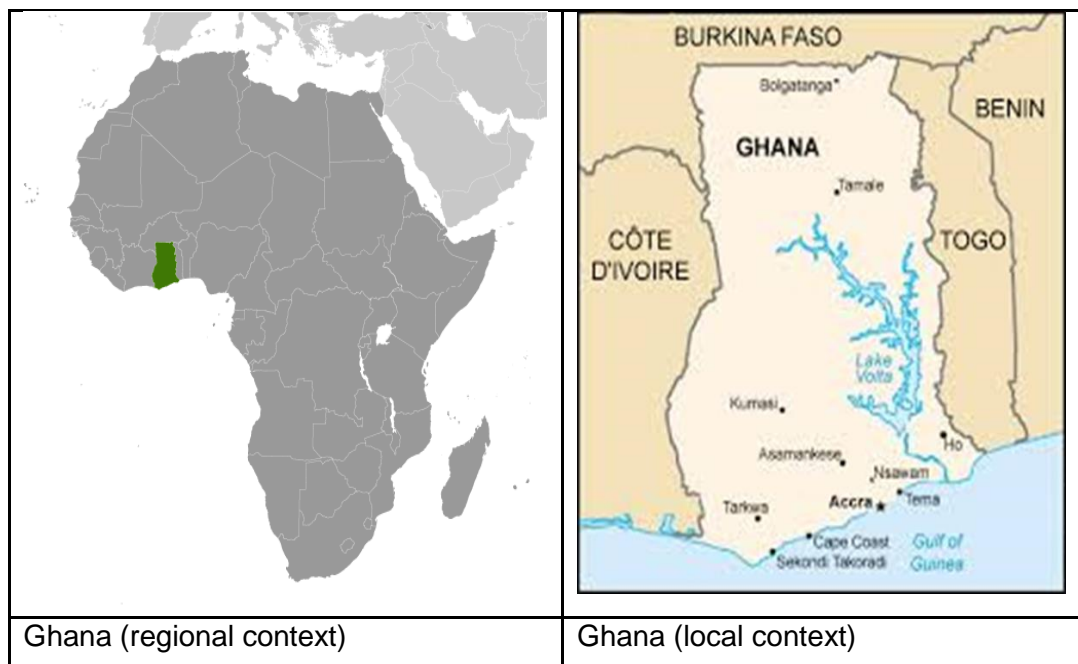 BURKINA FASO
Bolgatanga
BENIN
GHANA
Tamale
CÔTE
D'IVOIRE
TOGO
Lake
Volta
Kumasi
Ho
Asamankese
Nsawam
Tema
Accra
Tarkwa
Cape Coast
Gulf of
Guinea
Sekondi Takoradi
Ghana (regional context)
Ghana (local context)